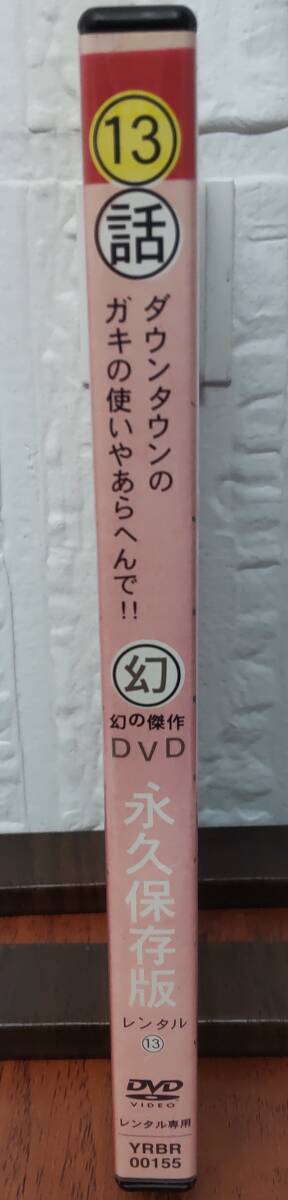 13
話
ダウンタウンの
ガキの使いやあらへんで!!
幻
幻の傑作
DVD
永久保存版
レンタル
13
DVD
VIDEO
レンタル専用
YRBR
00155